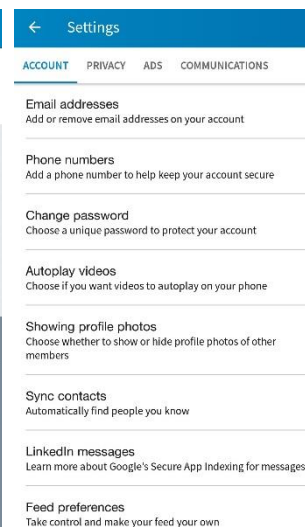 ← Settings
ACCOUNT PRIVACY ADS COMMUNICATIONS
Email addresses
Add or remove email addresses on your account
Phone numbers
Add a phone number to help keep your account secure
Change password
Choose a unique password to protect your account
Autoplay videos
Choose if you want videos to autoplay on your phone
Showing profile photos
Choose whether to show or hide profile photos of other
members
Sync contacts
Automatically find people you know
LinkedIn messages
Learn more about Google's Secure App Indexing for messages
Feed preferences
Take control and make your feed your own